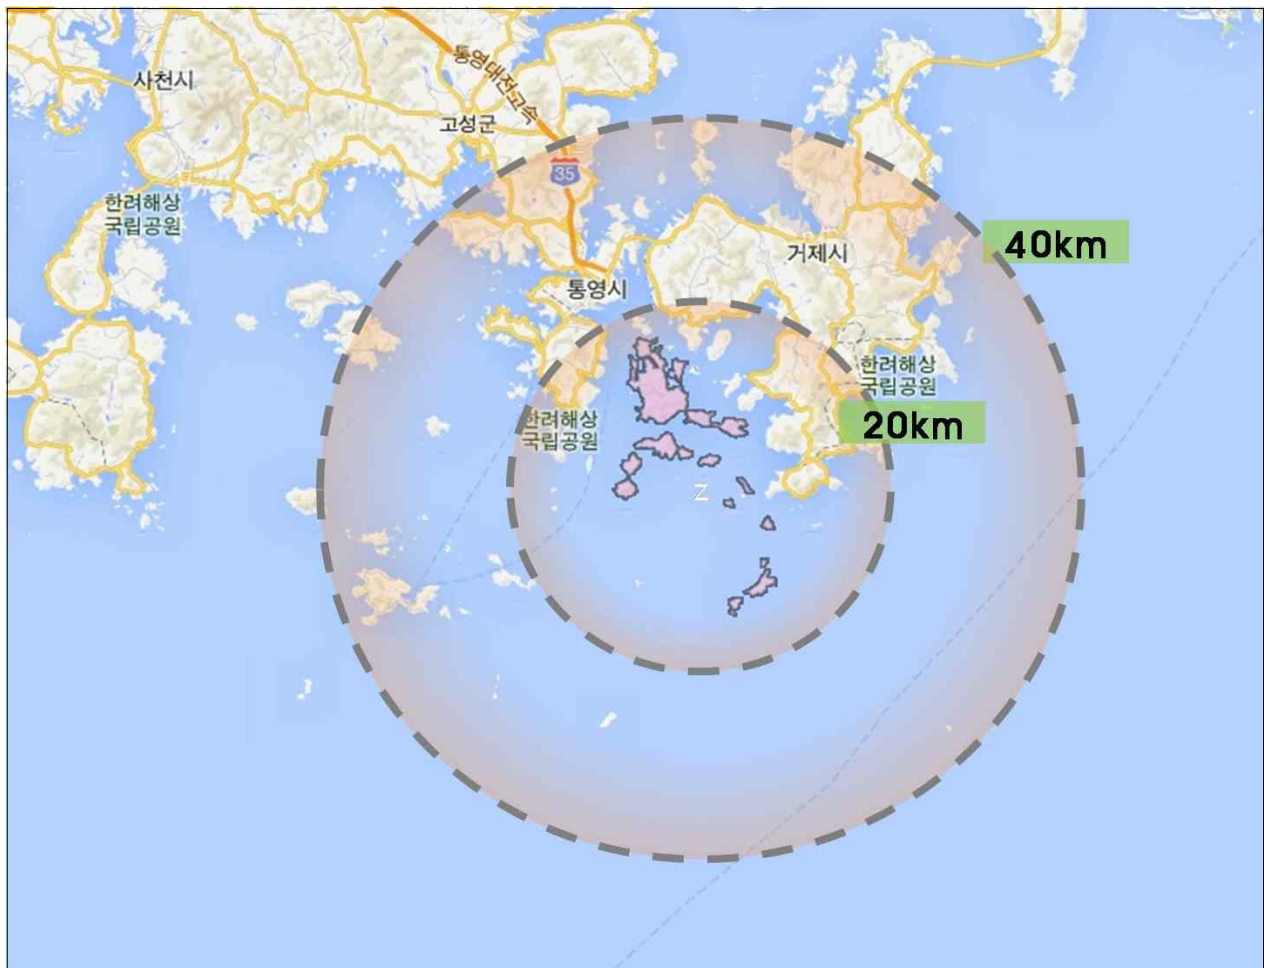 통영대전고속
사천시
고성군
35
한려해상
국립공원
40km
거제시
통영시
한려해상
국립공원
20km
한려해상
국립공원
Z